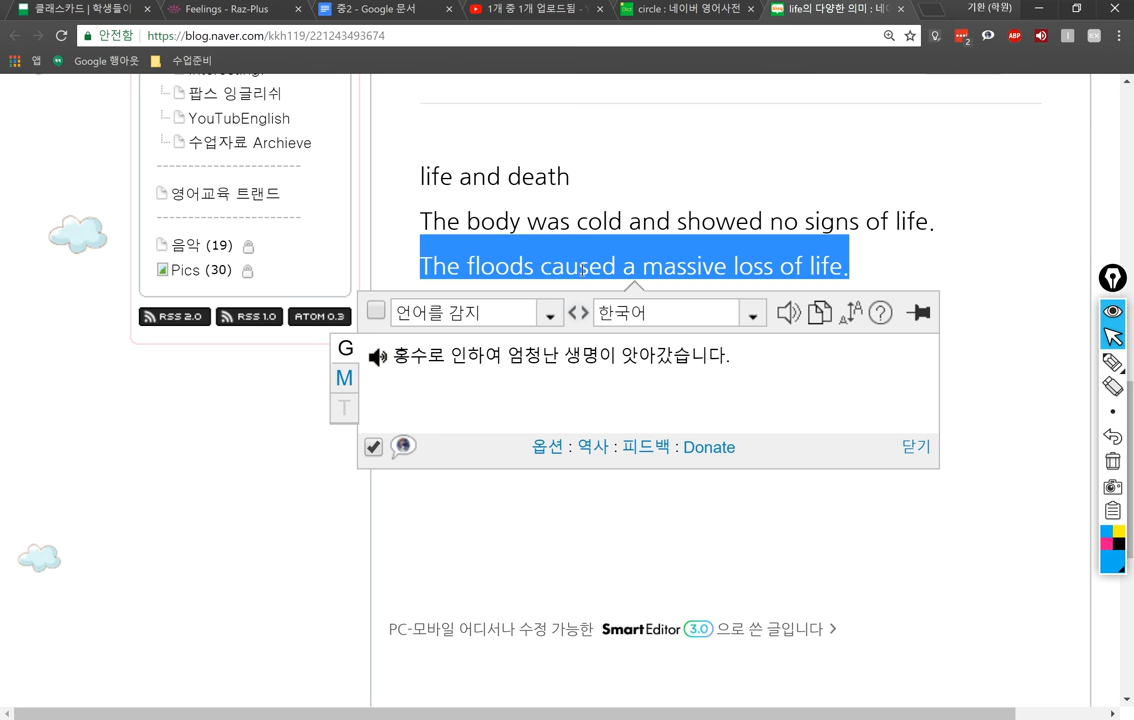 클래스카드 | 학생들이
Feelings - Raz-Plus
중2 - Google 문서
1개 중 1개 업로드됨 -
circle : 네이버 영어사전
life의 다양한 의미 : 네
기환 (학원)
안전함 https://blog.naver.com/kkh119/221243493674
2 ABP
앱 Google 행아웃 수업준비
팝스 잉글리쉬
YouTubEnglish
수업자료 Archieve
영어교육 트랜드
음악 (19)
Pics (30)
RSS 2.0 RSS 1.0 ATOM 0.3
life and death
The body was cold and showed no signs of life.
The floods caused a massive loss of life.
언어를 감지 한국어
G 홍수로 인하여 엄청난 생명이 앗아갔습니다.
M
T
옵션 : 역사 : 피드백 : Donate 닫기
PC-모바일 어디서나 수정 가능한 SmartEditor 3.0 으로 쓴 글입니다